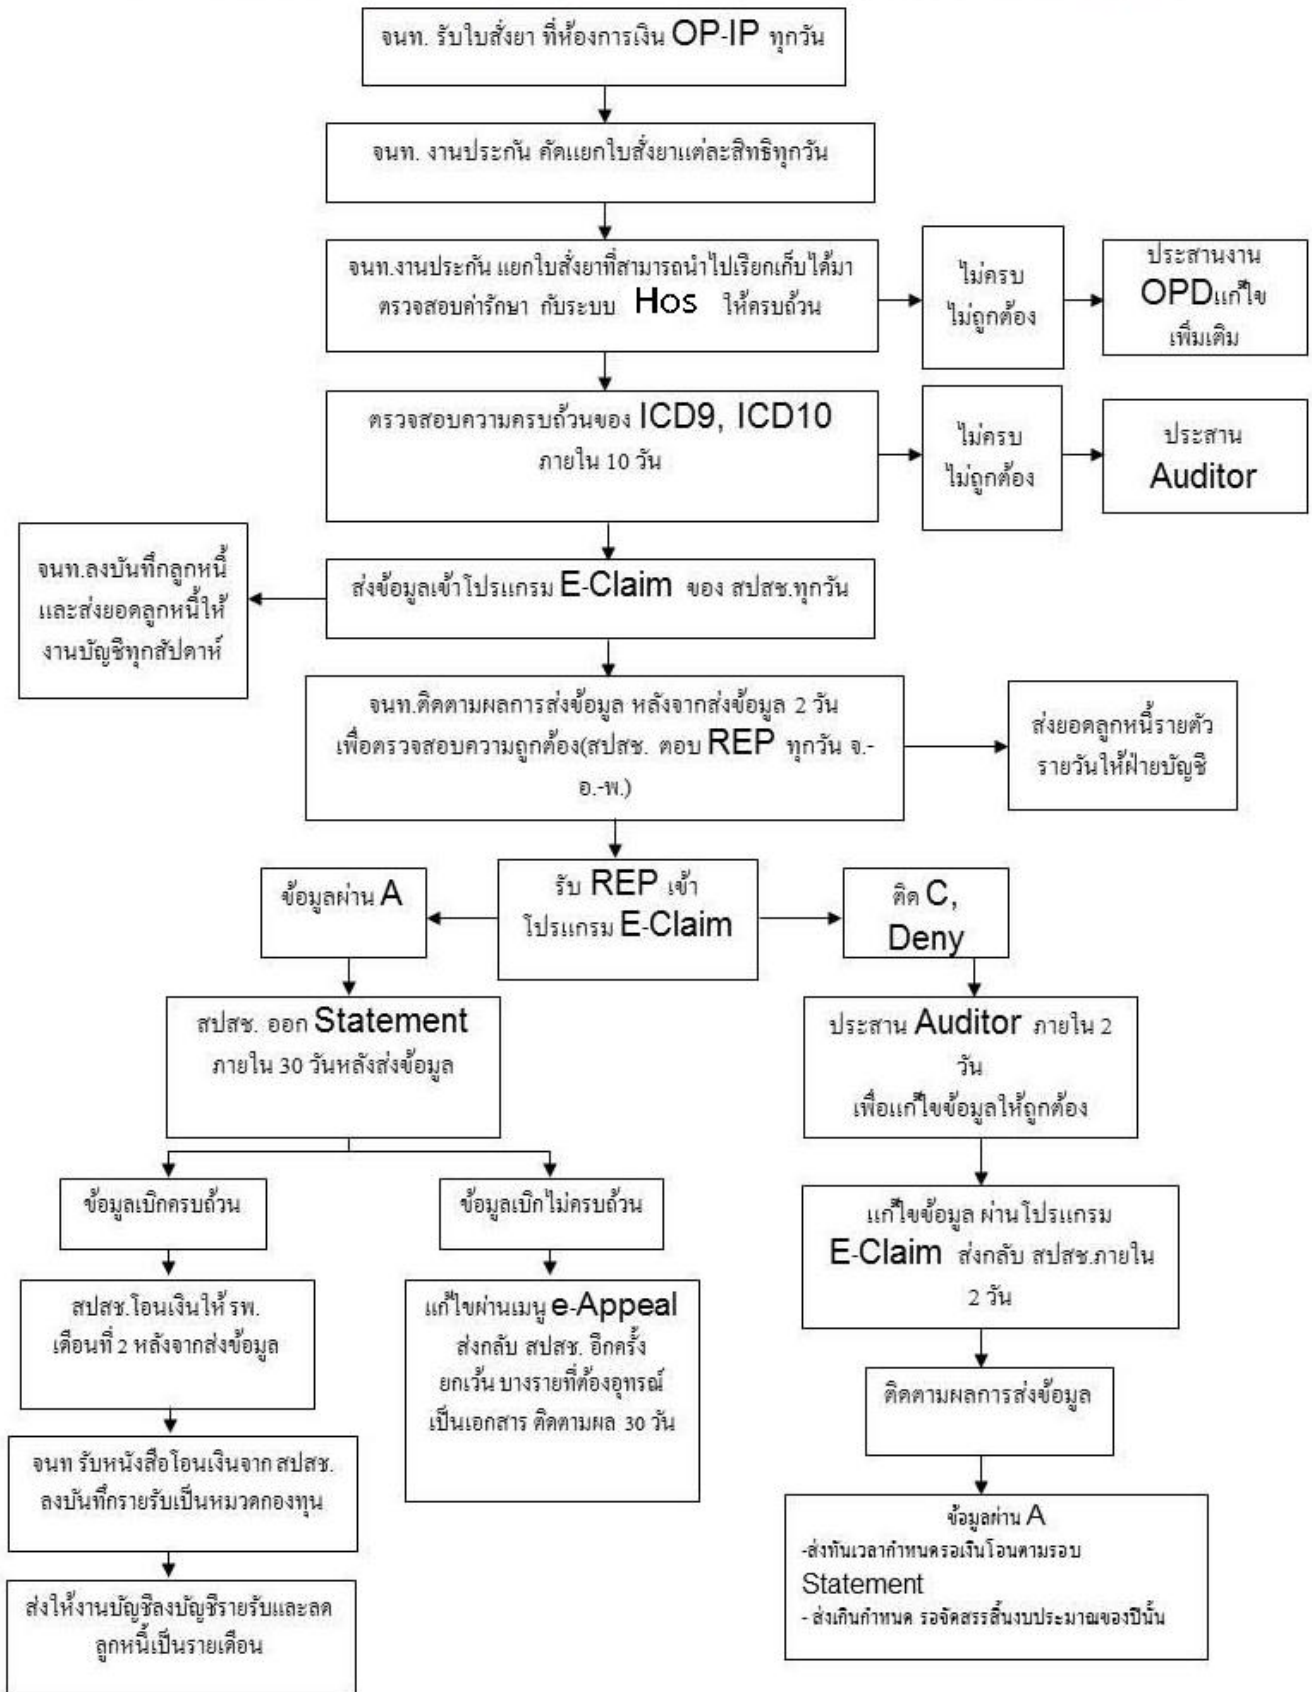 จนท. รับใบสั่งยา ที่ห้องการเงิน OP-IP ทุกวัน
จนท. งานประกัน คัดแยกใบสั่งยาแต่ละสิทธิทุกวัน
จนท.งานประกัน แยกใบสั่งยาที่สามารถนำไปเรียกเก็บได้มา
ตรวจสอบค่ารักษา กับระบบ Hos ให้ครบถ้วน
ไม่ครบ
ไม่ถูกต้อง
ประสานงาน
OPDแก้ไข
เพิ่มเติม
ตรวจสอบความครบถ้วนของ ICD9, ICD10
ภายใน 10 วัน
ไม่ครบ
ไม่ถูกต้อง
ประสาน
Auditor
จนท.ลงบันทึกลูกหนี้
และส่งยอดลูกหนี้ให้
งานบัญชีทุกสัปดาห์
ส่งข้อมูลเข้าโปรแกรม E-Claim ของ สปสช.ทุกวัน
จนท.ติดตามผลการส่งข้อมูล หลังจากส่งข้อมูล 2 วัน
เพื่อตรวจสอบความถูกต้อง(สปสช. ตอบ REP ทุกวัน จ.-
อ.-พ.)
ส่งยอดลูกหนี้รายตัว
รายวันให้ฝ่ายบัญชี
ข้อมูลผ่าน A
รับ REP เข้า
โปรแกรม E-Claim
ติด C,
Deny
สปสช. ออก Statement
ภายใน 30 วันหลังส่งข้อมูล
ประสาน Auditor ภายใน 2
วัน
เพื่อแก้ไขข้อมูลให้ถูกต้อง
ข้อมูลเบิกครบถ้วน
ข้อมูลเบิกไม่ครบถ้วน
แก้ไขข้อมูล ผ่านโปรแกรม
E-Claim ส่งกลับ สปสช.ภายใน
2 วัน
สปสช.โอนเงินให้ รพ.
เดือนที่ 2 หลังจากส่งข้อมูล
แก้ไขผ่านเมนู e-Appeal
ส่งกลับ สปสช. อีกครั้ง
ยกเว้น บางรายที่ต้องอุทรณ์
เป็นเอกสาร ติดตามผล 30 วัน
ติดตามผลการส่งข้อมูล
จนท รับหนังสือโอนเงินจาก สปสช.
ลงบันทึกรายรับเป็นหมวดกองทุน
ข้อมูลผ่าน A
-ส่งทันเวลากำหนดรอเงินโอนตามรอบ
Statement
- ส่งเกินกำหนด รอจัดสรรสิ้นงบประมาณของปีนั้น
ส่งให้งานบัญชีลงบัญชีรายรับและลด
ลูกหนี้เป็นรายเดือน